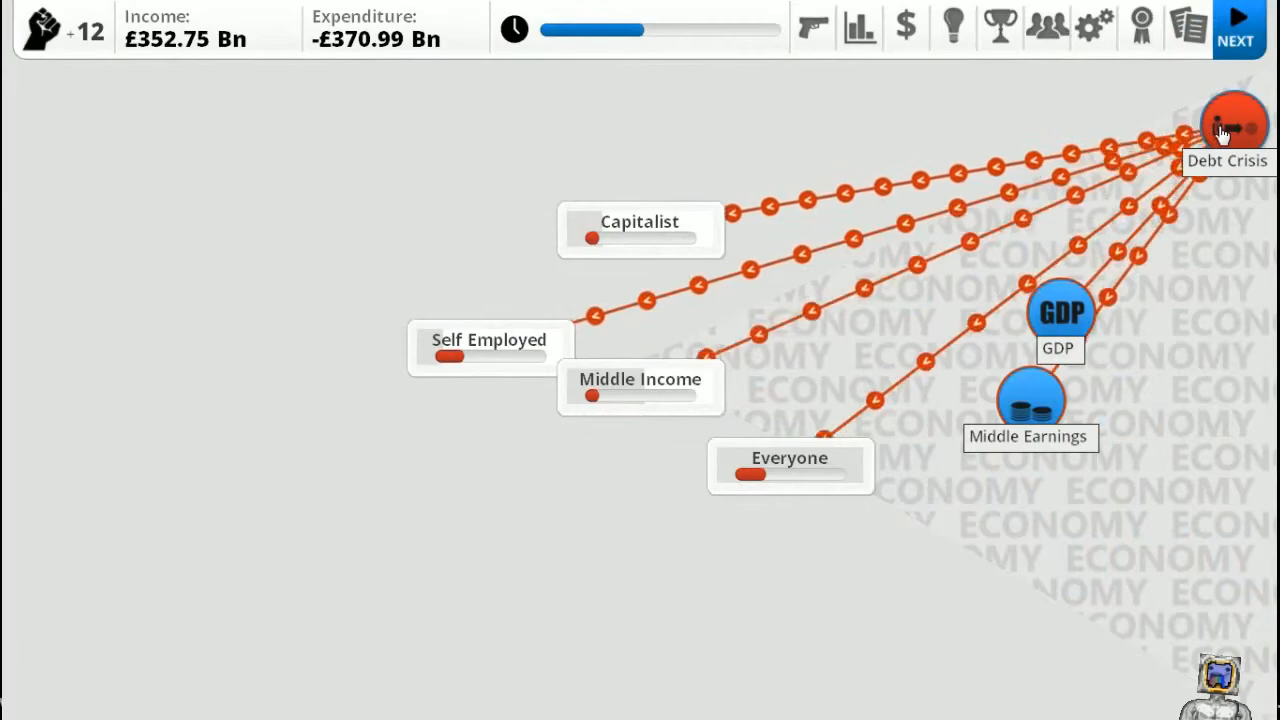 +12
Income:
£352.75 Bn
Expenditure:
-£370.99 Bn
NEXT
Debt Crisis
Capitalist
Self Employed
Middle Income
Everyone
GDP
GDP
Middle Earnings
ECONOMY